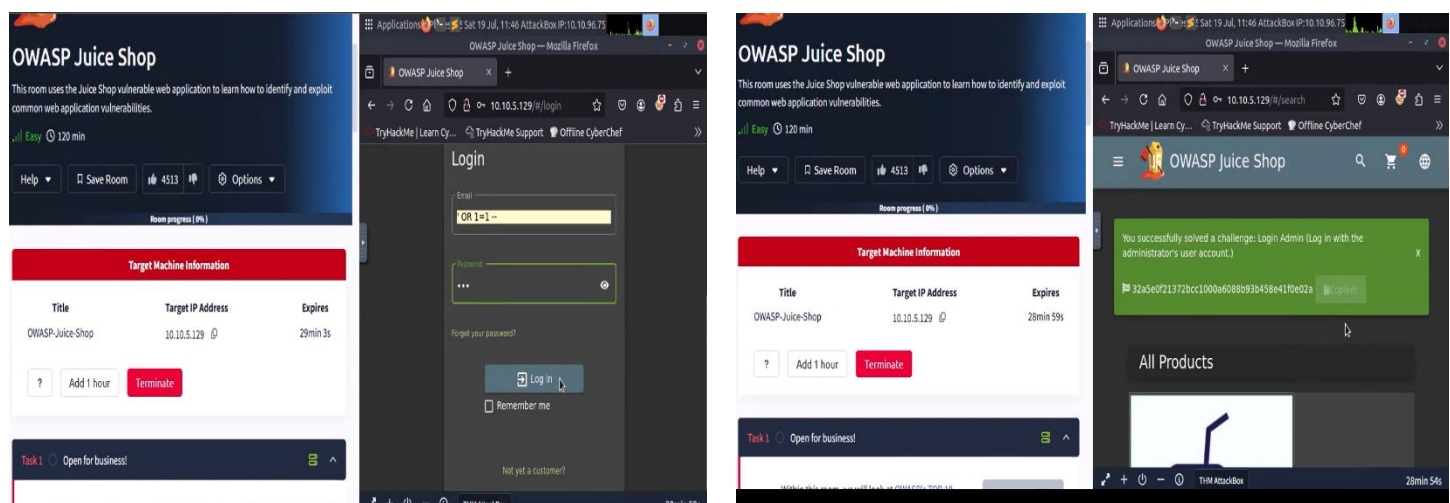 OWASP Juice Shop
This room uses the Juice Shop vulnerable web application to learn how to identify and exploit
common web application vulnerabilities.
Easy 120 min
Help Save Room 4513 Options
Room progress ( 0% )
Target Machine Information
Title Target IP Address Expires
OWASP-Juice-Shop 10.10.5.129 29min 3s
? Add 1 hour Terminate
Task 1 Open for business!
Applications Sat 19 Jul, 11:46 AttackBox IP:10.10.96.75
OWASP Juice Shop — Mozilla Firefox
OWASP Juice Shop × +
10.10.5.129/#/login
TryHackMe | Learn Cy... TryHackMe Support Offline CyberChef »
Login
Email
' OR 1=1 --
Password
•••
Forgot your password?
Log in
Remember me
Not yet a customer?
OWASP Juice Shop
This room uses the Juice Shop vulnerable web application to learn how to identify and exploit
common web application vulnerabilities.
Easy 120 min
Help Save Room 4513 Options
Room progress ( 0% )
Target Machine Information
Title Target IP Address Expires
OWASP-Juice-Shop 10.10.5.129 28min 59s
? Add 1 hour Terminate
Task 1 Open for business!
Applications Sat 19 Jul, 11:46 AttackBox IP:10.10.96.75
OWASP Juice Shop — Mozilla Firefox
OWASP Juice Shop × +
10.10.5.129/#/search
TryHackMe | Learn Cy... TryHackMe Support Offline CyberChef »
OWASP Juice Shop 0
You successfully solved a challenge: Login Admin (Log in with the
administrator's user account.) X
32a5e0f21372bcc1000a6088b93b458e41f0e02a Copied!
All Products
THM AttackBox 28min 54s